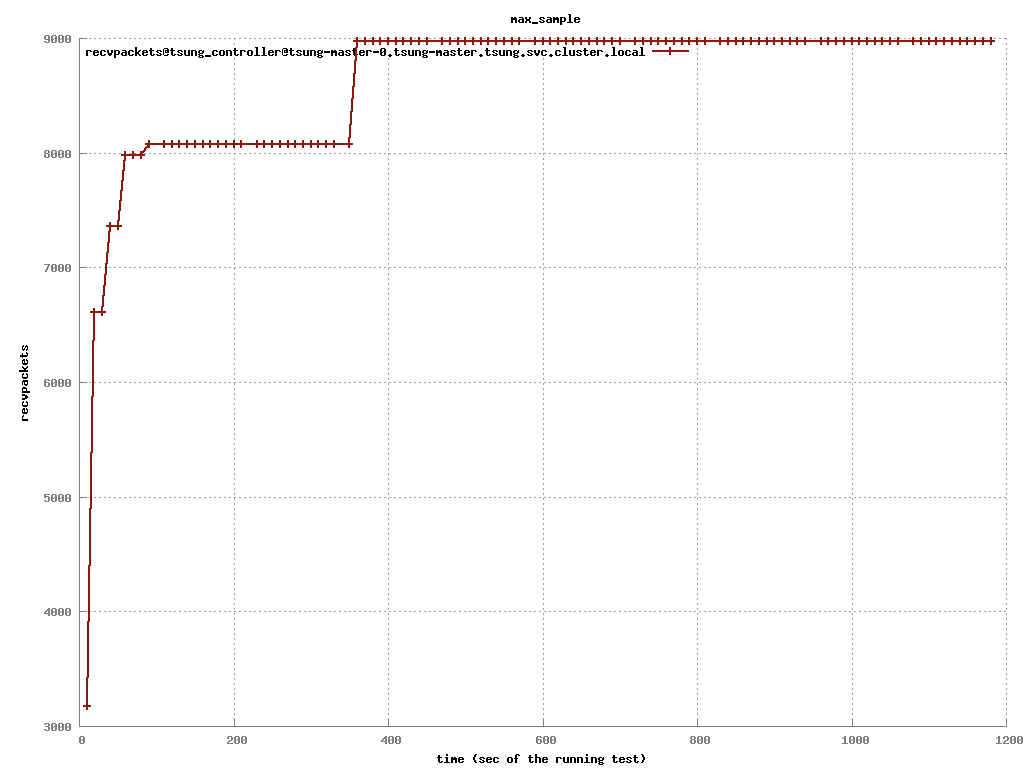 max_sample
9000
recvpackets@tsung_controller@tsung-master-0.tsung-master.tsung.svc.cluster.local
8000
7000
recvpackets
6000
5000
4000
3000
0 200 400 600 800 1000 1200
time (sec of the running test)